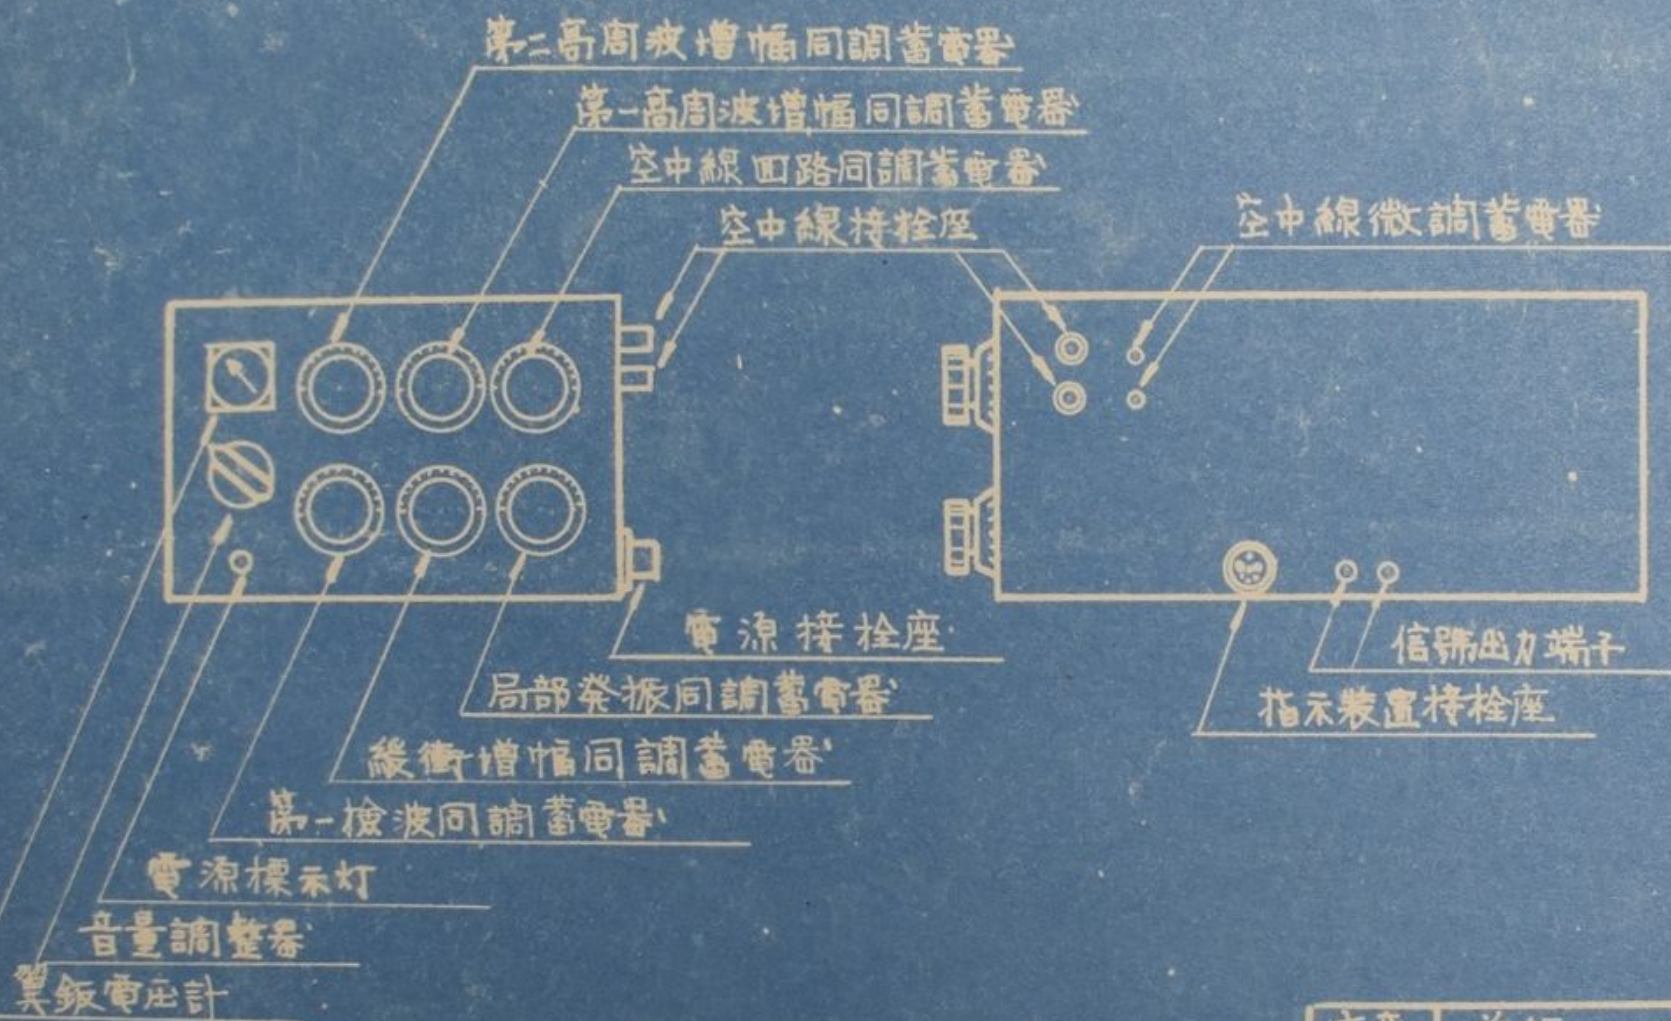 第二高周波増幅同調蓄電器
第一高周波増幅同調蓄電器
空中線回路同調蓄電器
空中線接栓座
空中線微調蓄電器
電源接栓座
信號出力端子
局部発振同調蓄電器
指示装置接栓座
緩衝増幅同調蓄電器
第一検波同調蓄電器
電源標示灯
音量調整器
翼鈑電圧計